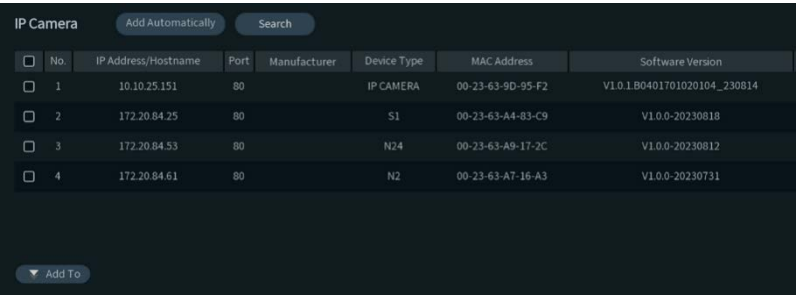 IP Camera Add Automatically Search
No. IP Address/Hostname Port Manufacturer Device Type MAC Address Software Version
1 10.10.25.151 80 IP CAMERA 00-23-63-9D-95-F2 V1.0.1.B0401701020104_230814
2 172.20.84.25 80 S1 00-23-63-A4-83-C9 V1.0.0-20230818
3 172.20.84.53 80 N24 00-23-63-A9-17-2C V1.0.0-20230812
4 172.20.84.61 80 N2 00-23-63-A7-16-A3 V1.0.0-20230731
Add To